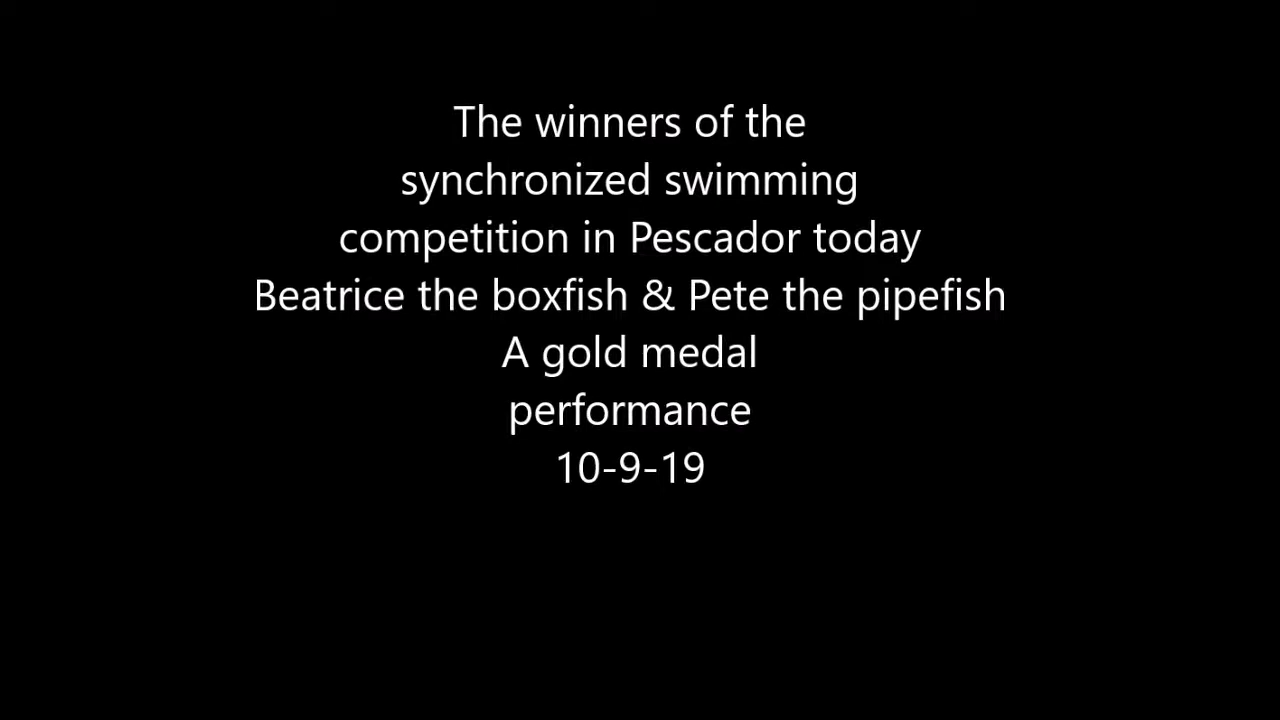 The winners of the
synchronized swimming
competition in Pescador today
Beatrice the boxfish & Pete the pipefish
A gold medal
performance
10-9-19